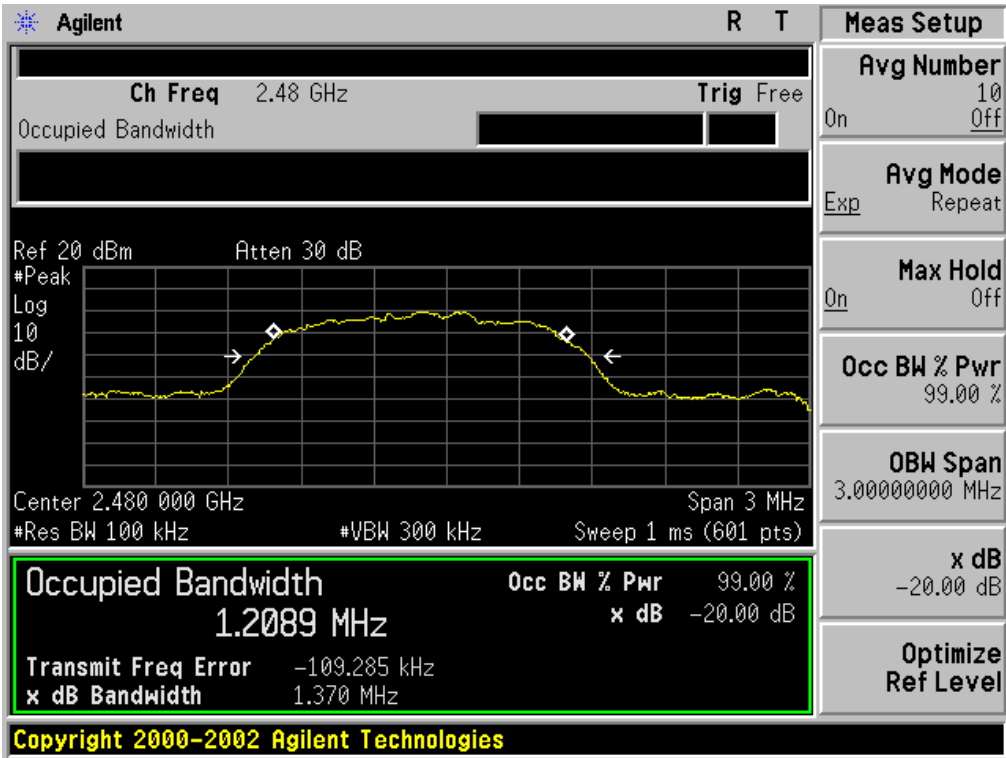 Agilent R T
Ch Freq 2.48 GHz Trig Free
Occupied Bandwidth
Ref 20 dBm Atten 30 dB
#Peak
Log
10
dB/
Center 2.480 000 GHz Span 3 MHz
#Res BW 100 kHz #VBW 300 kHz Sweep 1 ms (601 pts)
Occupied Bandwidth Occ BW % Pwr 99.00 %
1.2089 MHz x dB -20.00 dB
Transmit Freq Error -109.285 kHz
x dB Bandwidth 1.370 MHz
Copyright 2000-2002 Agilent Technologies
Meas Setup
Avg Number
10
On Off
Avg Mode
Exp Repeat
Max Hold
On Off
Occ BW % Pwr
99.00 %
OBW Span
3.00000000 MHz
x dB
-20.00 dB
Optimize
Ref Level